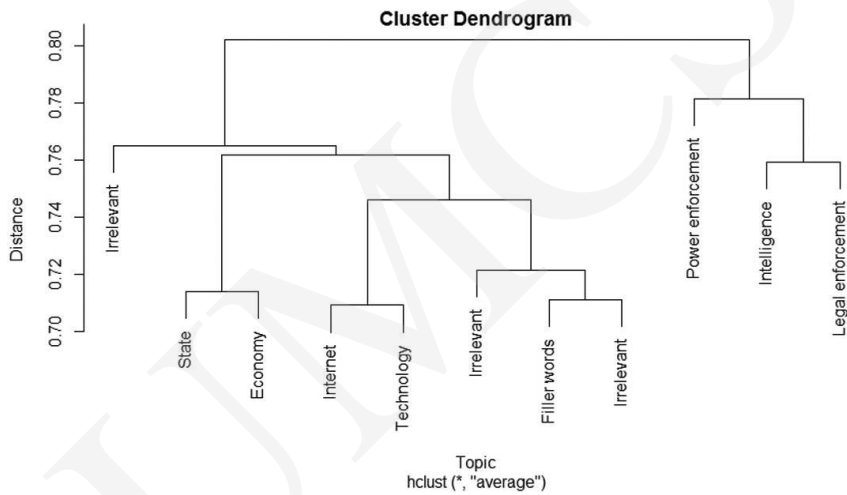 Cluster Dendrogram
0.80
0.78
0.76
0.74
0.72
0.70
Distance
Irrelevant
State
Economy
Internet
Technology
Irrelevant
Filler words
Irrelevant
Power enforcement
Intelligence
Legal enforcement
Topic
hclust (*, "average")
UMCS